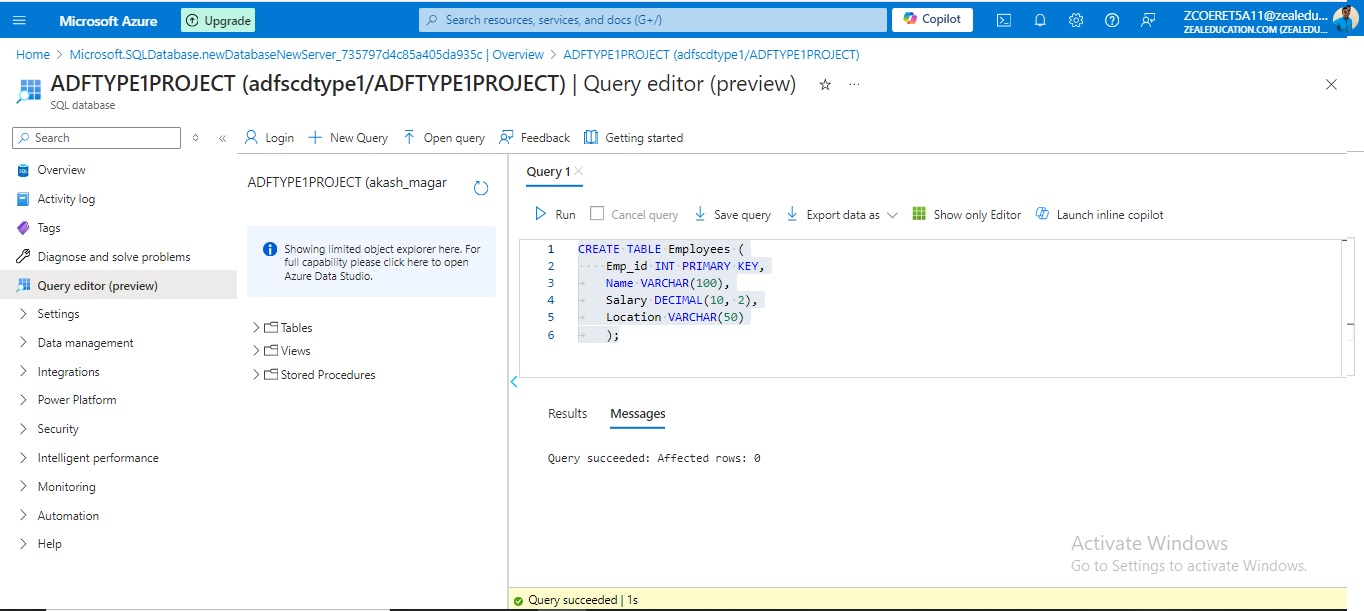 Microsoft Azure
Upgrade
Search resources, services, and docs (G+/)
Copilot
ZCOERET5A11@zealedu...
ZEALEDUCATION.COM (ZEALEDU...
Home > Microsoft.SQLDatabase.newDatabaseNewServer_735797d4c85a405da935c | Overview > ADFTYPE1PROJECT (adfscdtype1/ADFTYPE1PROJECT)
ADFTYPE1PROJECT (adfscdtype1/ADFTYPE1PROJECT) | Query editor (preview)
SQL database
Search
Login
New Query
Open query
Feedback
Getting started
Overview
Activity log
Tags
Diagnose and solve problems
Query editor (preview)
Settings
Data management
Integrations
Power Platform
Security
Intelligent performance
Monitoring
Automation
Help
ADFTYPE1PROJECT (akash_magar
Showing limited object explorer here. For
full capability please click here to open
Azure Data Studio.
Tables
Views
Stored Procedures
Query 1
Run
Cancel query
Save query
Export data as
Show only Editor
Launch inline copilot
1 CREATE TABLE Employees (
2 Emp_id INT PRIMARY KEY,
3 Name VARCHAR(100),
4 Salary DECIMAL(10, 2),
5 Location VARCHAR(50)
6 );
Results
Messages
Query succeeded: Affected rows: 0
Activate Windows
Go to Settings to activate Windows.
Query succeeded | 1s